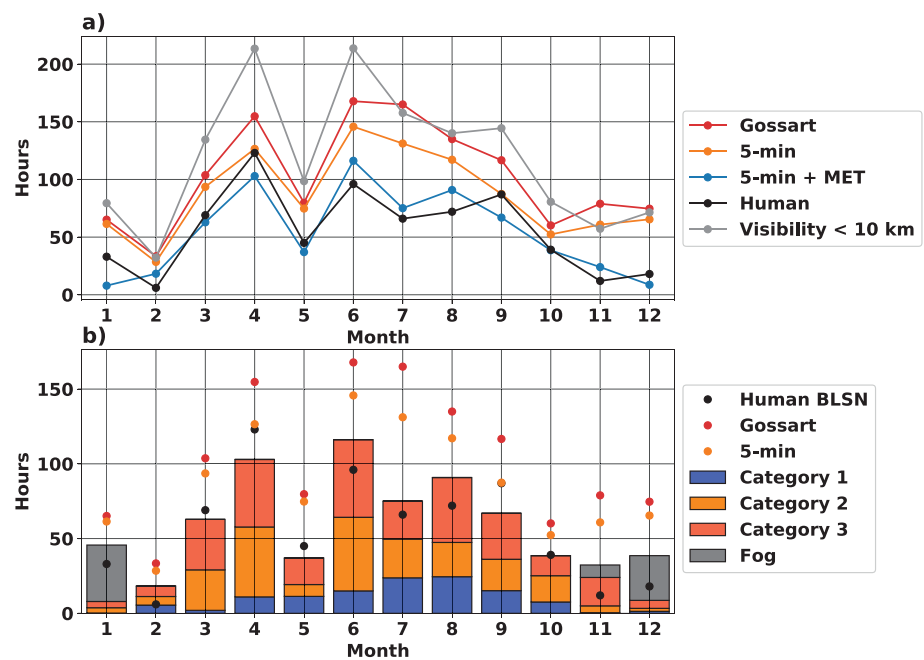 a)
200
150
100
50
0
Hours
1 2 3 4 5 6 7 8 9 10 11 12
Month
Gossart
5-min
5-min + MET
Human
Visibility < 10 km
b)
150
100
50
0
Hours
1 2 3 4 5 6 7 8 9 10 11 12
Month
Human BLSN
Gossart
5-min
Category 1
Category 2
Category 3
Fog